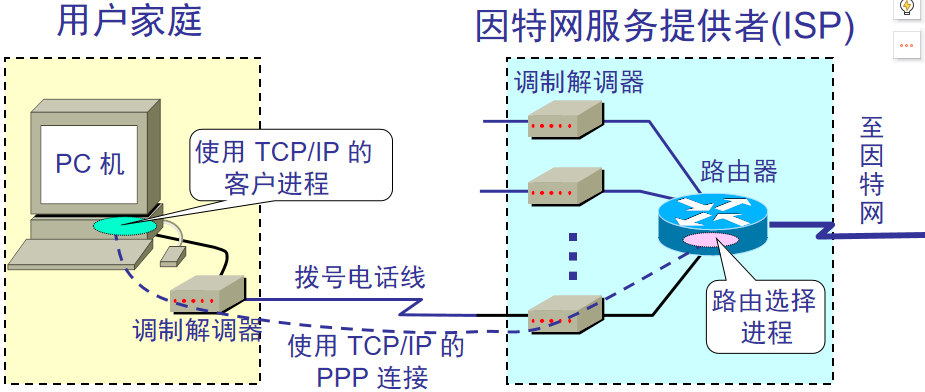 用户家庭
因特网服务提供者(ISP)
调制解调器
PC 机
使用 TCP/IP 的
客户进程
路由器
至
因
特
网
拨号电话线
调制解调器
使用 TCP/IP 的
PPP 连接
路由选择
进程